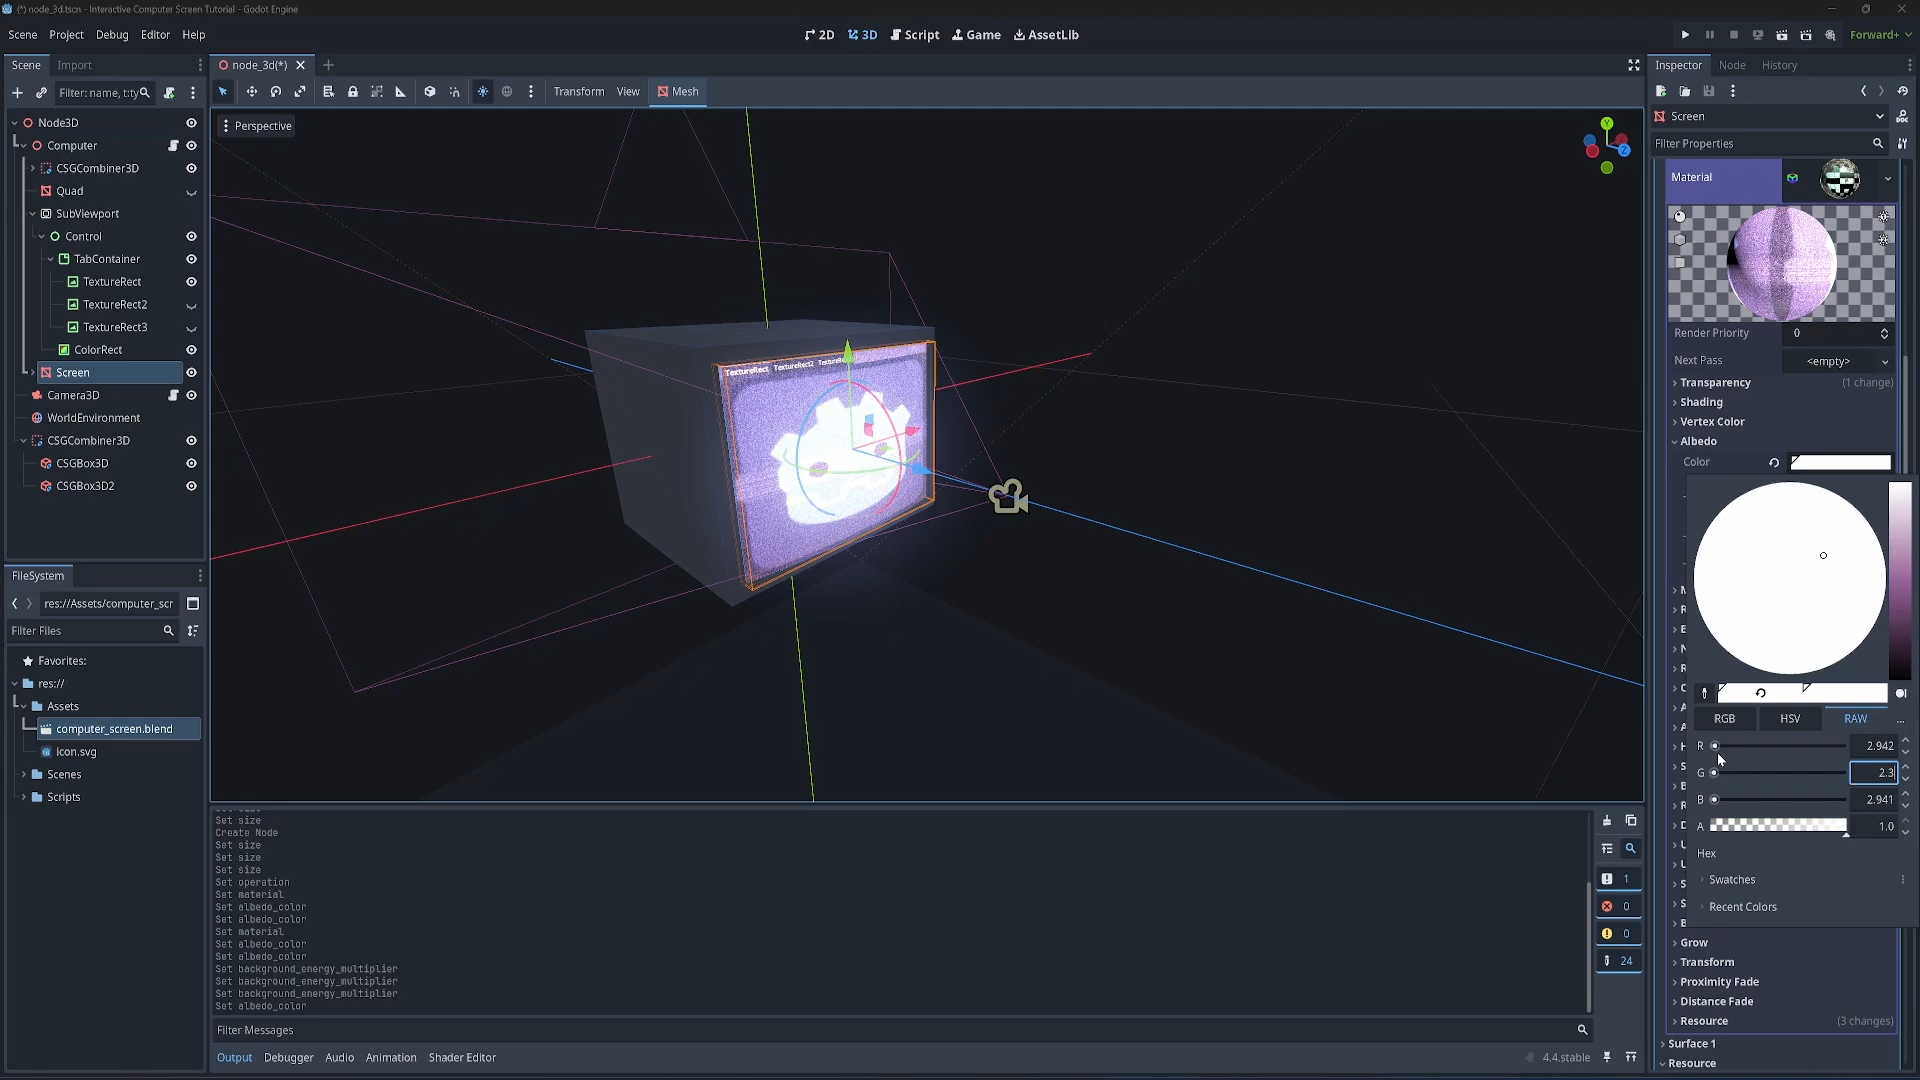 (*) node_3d.tscn - Interactive Computer Screen Tutorial - Godot Engine
Scene Project Debug Editor Help
2D 3D Script Game AssetLib
Forward+
Scene Import
node_3d(*)
Inspector Node History
Filter: name, t:ty
Transform View Mesh
Perspective
Screen
Filter Properties
Node3D
Computer
CSGCombiner3D
Quad
SubViewport
Control
TabContainer
TextureRect
TextureRect2
TextureRect3
ColorRect
Screen
Camera3D
WorldEnvironment
CSGCombiner3D
CSGBox3D
CSGBox3D2
TextureRect TextureRect2
Y
Z
Material
Render Priority 0
Next Pass <empty>
Transparency (1 change)
Shading
Vertex Color
Albedo
Color
RGB HSV RAW ...
R 2.942
G 2.3
B 2.941
A 1.0
Hex
Swatches
Recent Colors
Grow
Transform
Proximity Fade
Distance Fade
Resource (3 changes)
Surface 1
Resource
FileSystem
res://Assets/computer_scr
Filter Files
Favorites:
res://
Assets
computer_screen.blend
icon.svg
Scenes
Scripts
Set size
Create Node
Set size
Set size
Set size
Set operation
Set material
Set albedo_color
Set albedo_color
Set material
Set albedo_color
Set albedo_color
Set background_energy_multiplier
Set background_energy_multiplier
Set background_energy_multiplier
Set albedo_color
1
0
0
24
Filter Messages
Output Debugger Audio Animation Shader Editor
4.4.stable